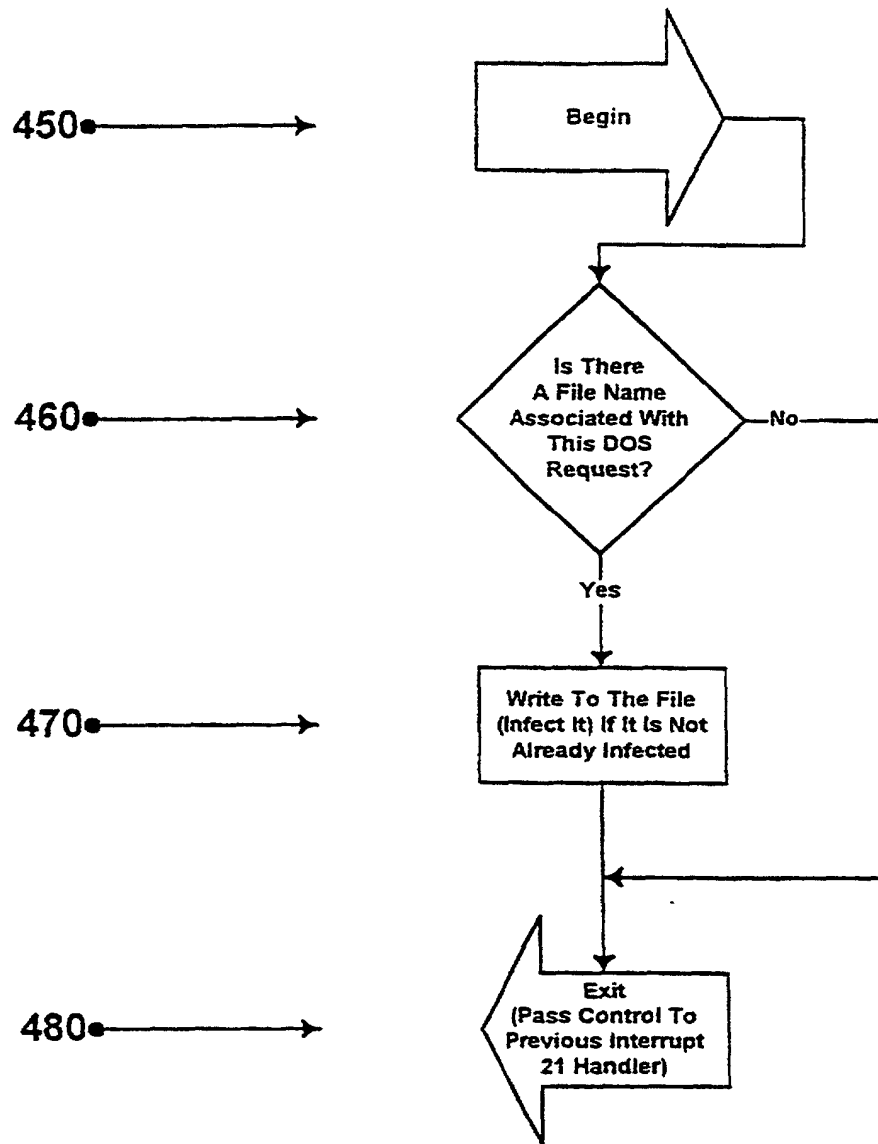 450
Begin
460
Is There
A File Name
Associated With
This DOS
Request?
No
Yes
470
Write To The File
(Infect It) If It Is Not
Already Infected
480
Exit
(Pass Control To
Previous Interrupt
21 Handler)